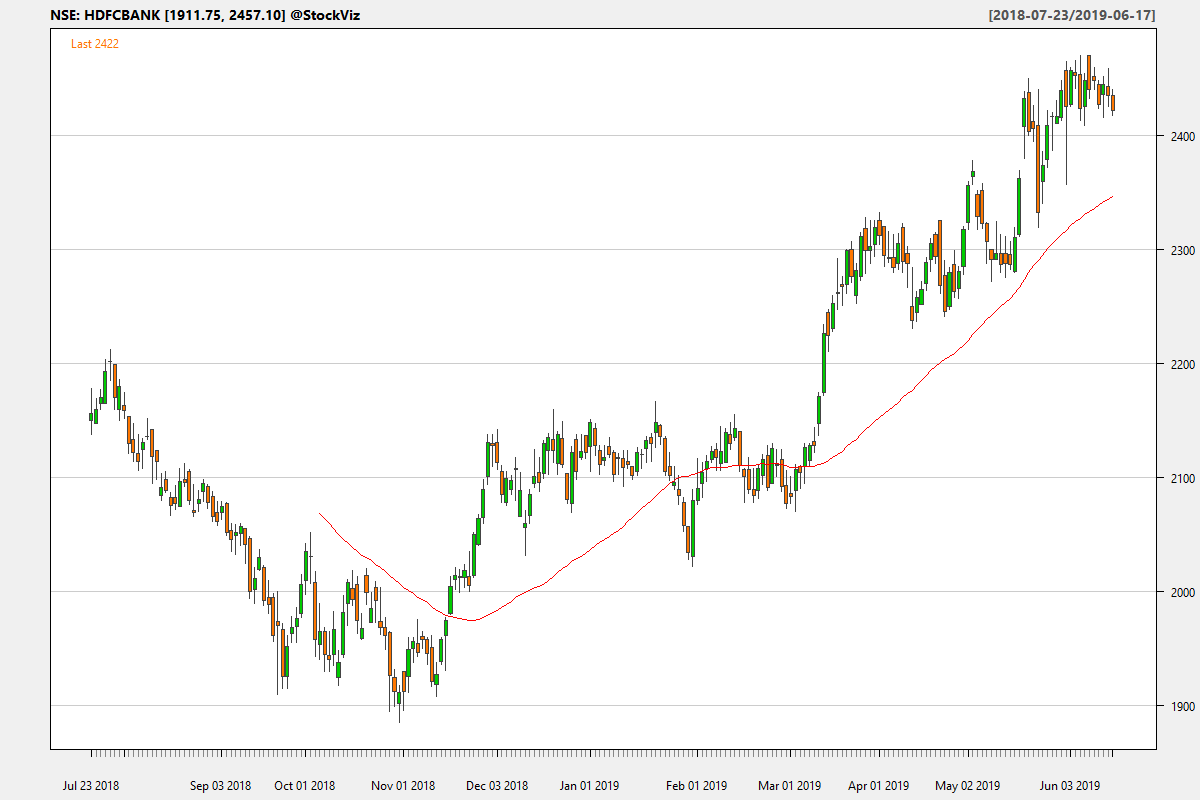 NSE: HDFCBANK [1911.75, 2457.10] @StockViz
[2018-07-23/2019-06-17]
Last 2422
2400
2300
2200
2100
2000
1900
Jul 23 2018 Sep 03 2018 Oct 01 2018 Nov 01 2018 Dec 03 2018 Jan 01 2019 Feb 01 2019 Mar 01 2019 Apr 01 2019 May 02 2019 Jun 03 2019